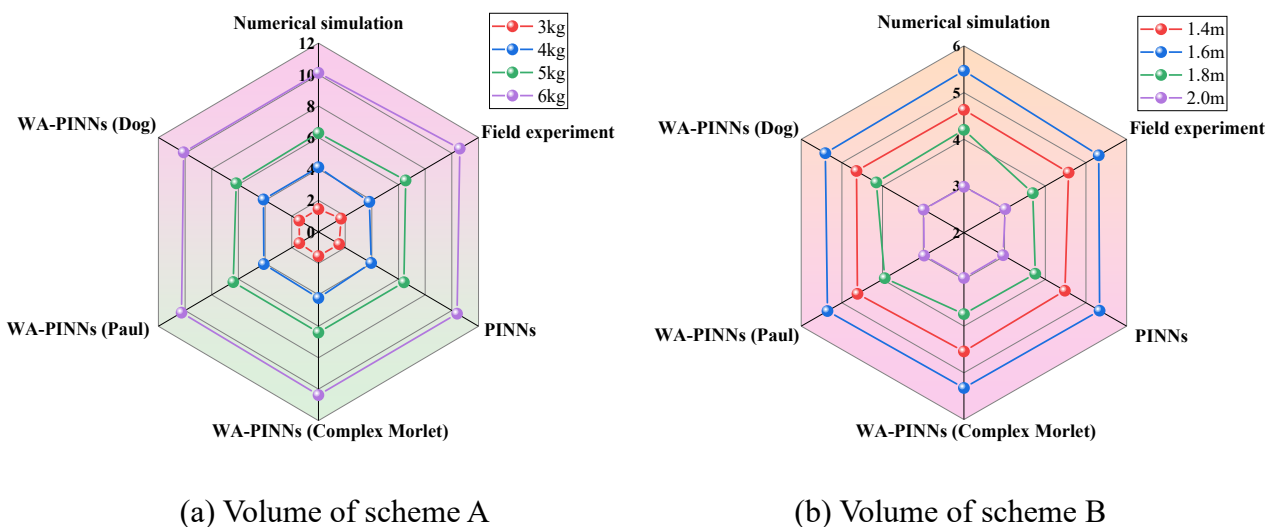 Numerical simulation
12
10
8
6
4
2
0
3kg
4kg
5kg
6kg
Field experiment
PINNs
WA-PINNs (Complex Morlet)
WA-PINNs (Paul)
WA-PINNs (Dog)
(a) Volume of scheme A
Numerical simulation
6
5
4
3
2
1.4m
1.6m
1.8m
2.0m
Field experiment
PINNs
WA-PINNs (Complex Morlet)
WA-PINNs (Paul)
WA-PINNs (Dog)
(b) Volume of scheme B